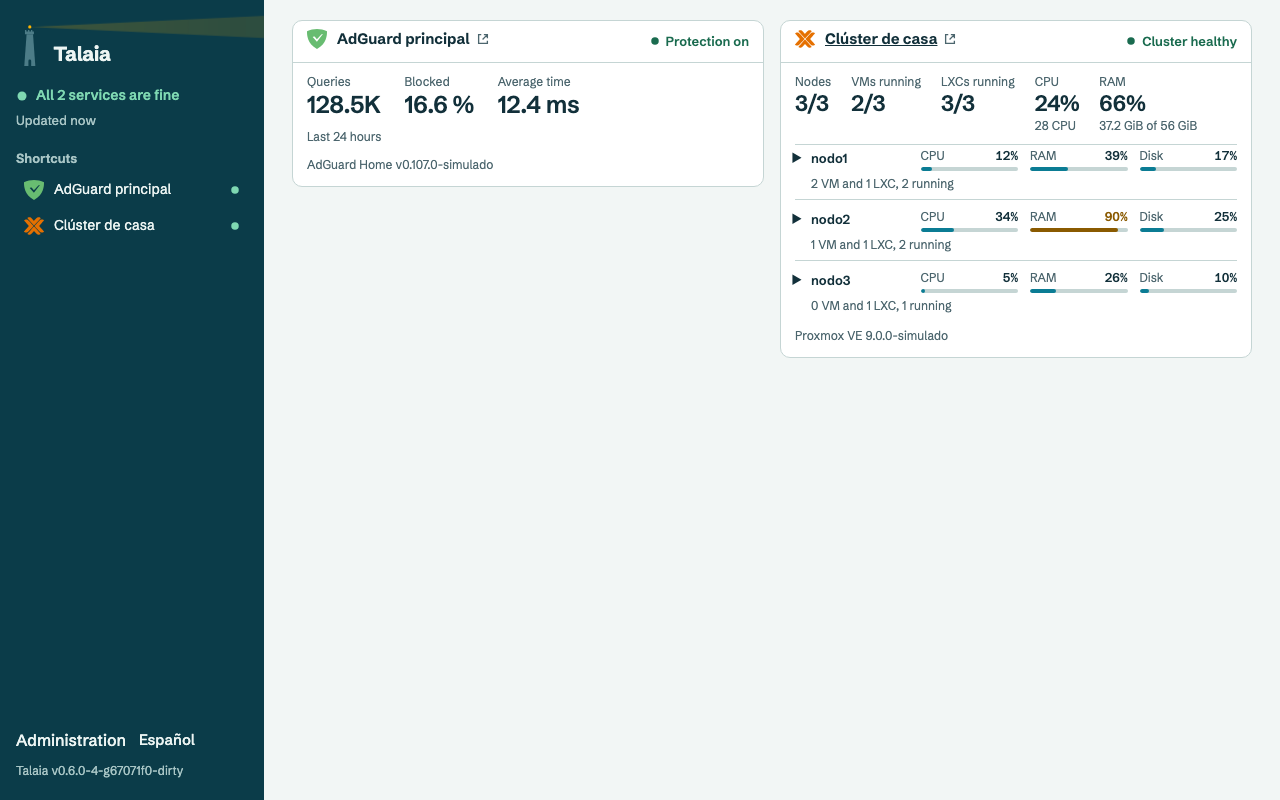 Talaia
All 2 services are fine
Updated now
Shortcuts
AdGuard principal
Clúster de casa
Administration Español
Talaia v0.6.0-4-g67071f0-dirty
AdGuard principal
Protection on
Queries Blocked Average time
128.5K 16.6 % 12.4 ms
Last 24 hours
AdGuard Home v0.107.0-simulado
Clúster de casa
Cluster healthy
Nodes VMs running LXCs running CPU RAM
3/3 2/3 3/3 24% 66%
28 CPU 37.2 GiB of 56 GiB
nodo1 CPU 12% RAM 39% Disk 17%
2 VM and 1 LXC, 2 running
nodo2 CPU 34% RAM 90% Disk 25%
1 VM and 1 LXC, 2 running
nodo3 CPU 5% RAM 26% Disk 10%
0 VM and 1 LXC, 1 running
Proxmox VE 9.0.0-simulado